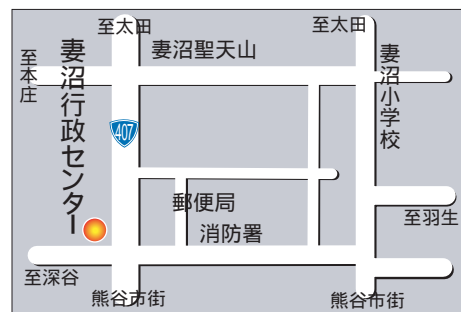 至太田
至太田
妻沼聖天山
至本庄
妻沼行政センター
妻沼小学校
407
郵便局
消防署
至羽生
至深谷
熊谷市街
熊谷市街